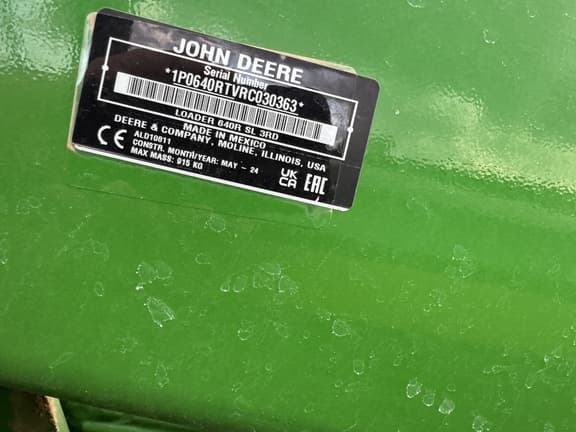 JOHN DEERE
Serial Number
*1P0640RTVRC030363*
LOADER 640R SL 3RD
MADE IN MEXICO
DEERE & COMPANY, MOLINE, ILLINOIS, USA
ALD10011
CONSTR. MONTH/YEAR: MAY - 24
MAX MASS: 915 KG
CE
UK
CA
EAC